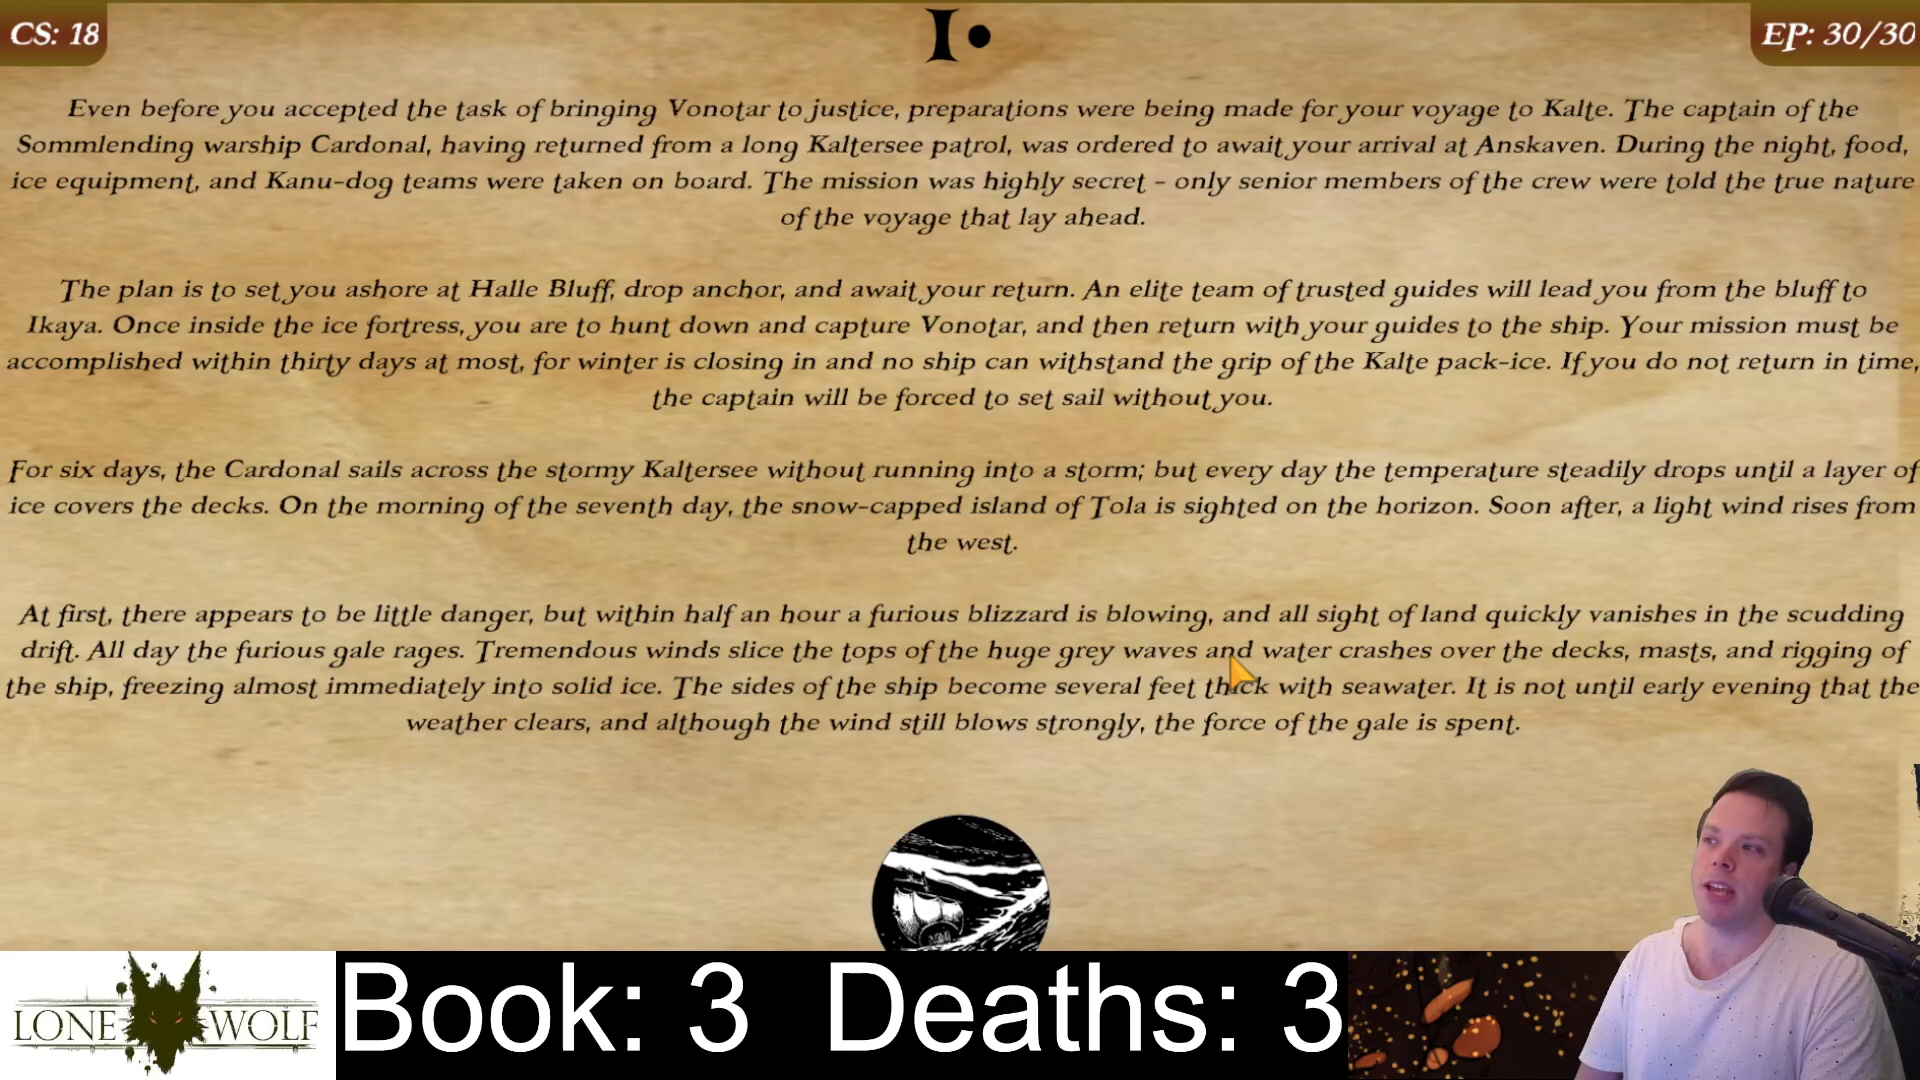 CS: 18
1•
EP: 30/30
Even before you accepted the task of bringing Vonotar to justice, preparations were being made for your voyage to Kalte. The captain of the
Sommlending warship Cardonal, having returned from a long Kaltersee patrol, was ordered to await your arrival at Anskaven. During the night, food,
ice equipment, and Kanu-dog teams were taken on board. The mission was highly secret - only senior members of the crew were told the true nature
of the voyage that lay ahead.
The plan is to set you ashore at Halle Bluff, drop anchor, and await your return. An elite team of trusted guides will lead you from the bluff to
Ikaya. Once inside the ice fortress, you are to hunt down and capture Vonotar, and then return with your guides to the ship. Your mission must be
accomplished within thirty days at most, for winter is closing in and no ship can withstand the grip of the Kalte pack-ice. If you do not return in time,
the captain will be forced to set sail without you.
For six days, the Cardonal sails across the stormy Kaltersee without running into a storm; but every day the temperature steadily drops until a layer of
ice covers the decks. On the morning of the seventh day, the snow-capped island of Tola is sighted on the horizon. Soon after, a light wind rises from
the west.
At first, there appears to be little danger, but within half an hour a furious blizzard is blowing, and all sight of land quickly vanishes in the scudding
drift. All day the furious gale rages. Tremendous winds slice the tops of the huge grey waves and water crashes over the decks, masts, and rigging of
the ship, freezing almost immediately into solid ice. The sides of the ship become several feet thick with seawater. It is not until early evening that the
weather clears, and although the wind still blows strongly, the force of the gale is spent.
LONE WOLF
Book: 3 Deaths: 3